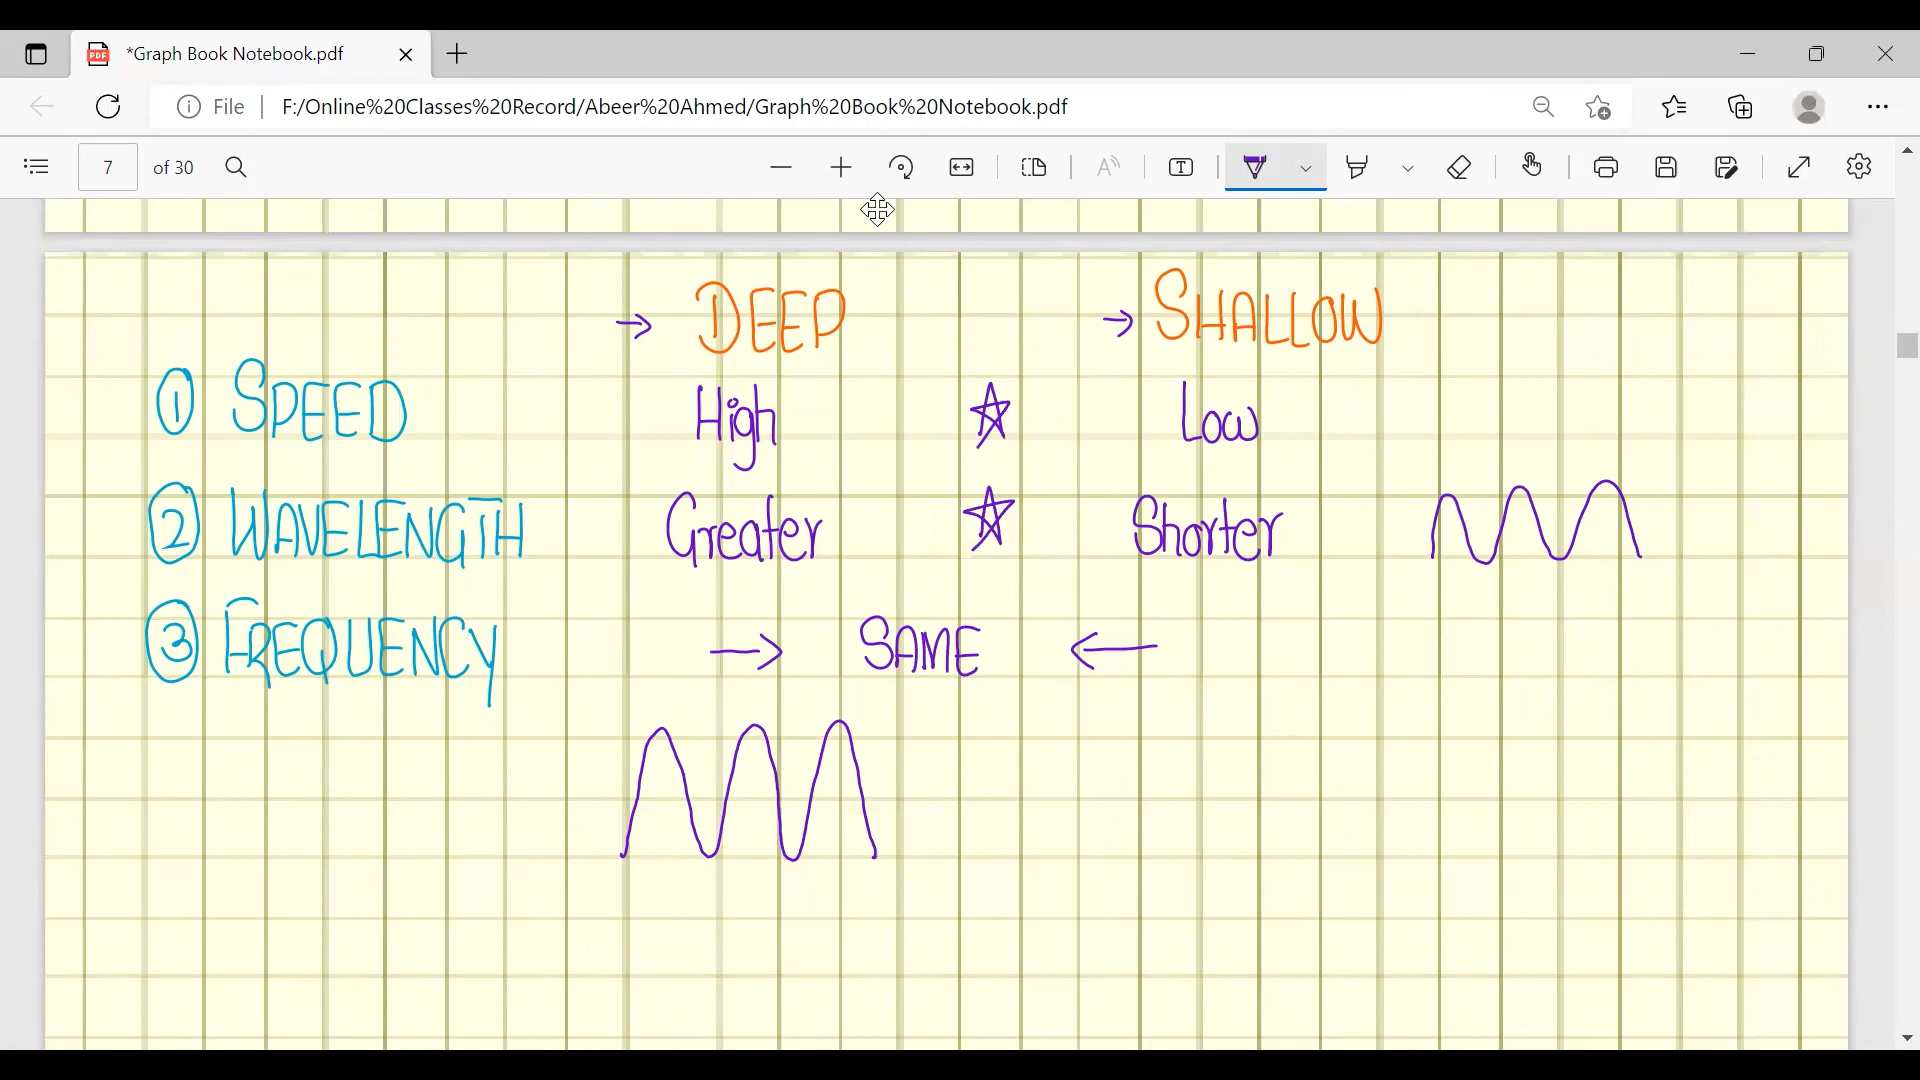 *Graph Book Notebook.pdf
File F:/Online%20Classes%20Record/Abeer%20Ahmed/Graph%20Book%20Notebook.pdf
7 of 30
→ DEEP → SHALLOW
① SPEED High ☆ Low
② WAVELENGTH Greater ☆ Shorter
③ FREQUENCY → SAME ←